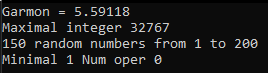 Garmon = 5.59118
Maximal integer 32767
150 random numbers from 1 to 200
Minimal 1 Num oper 0